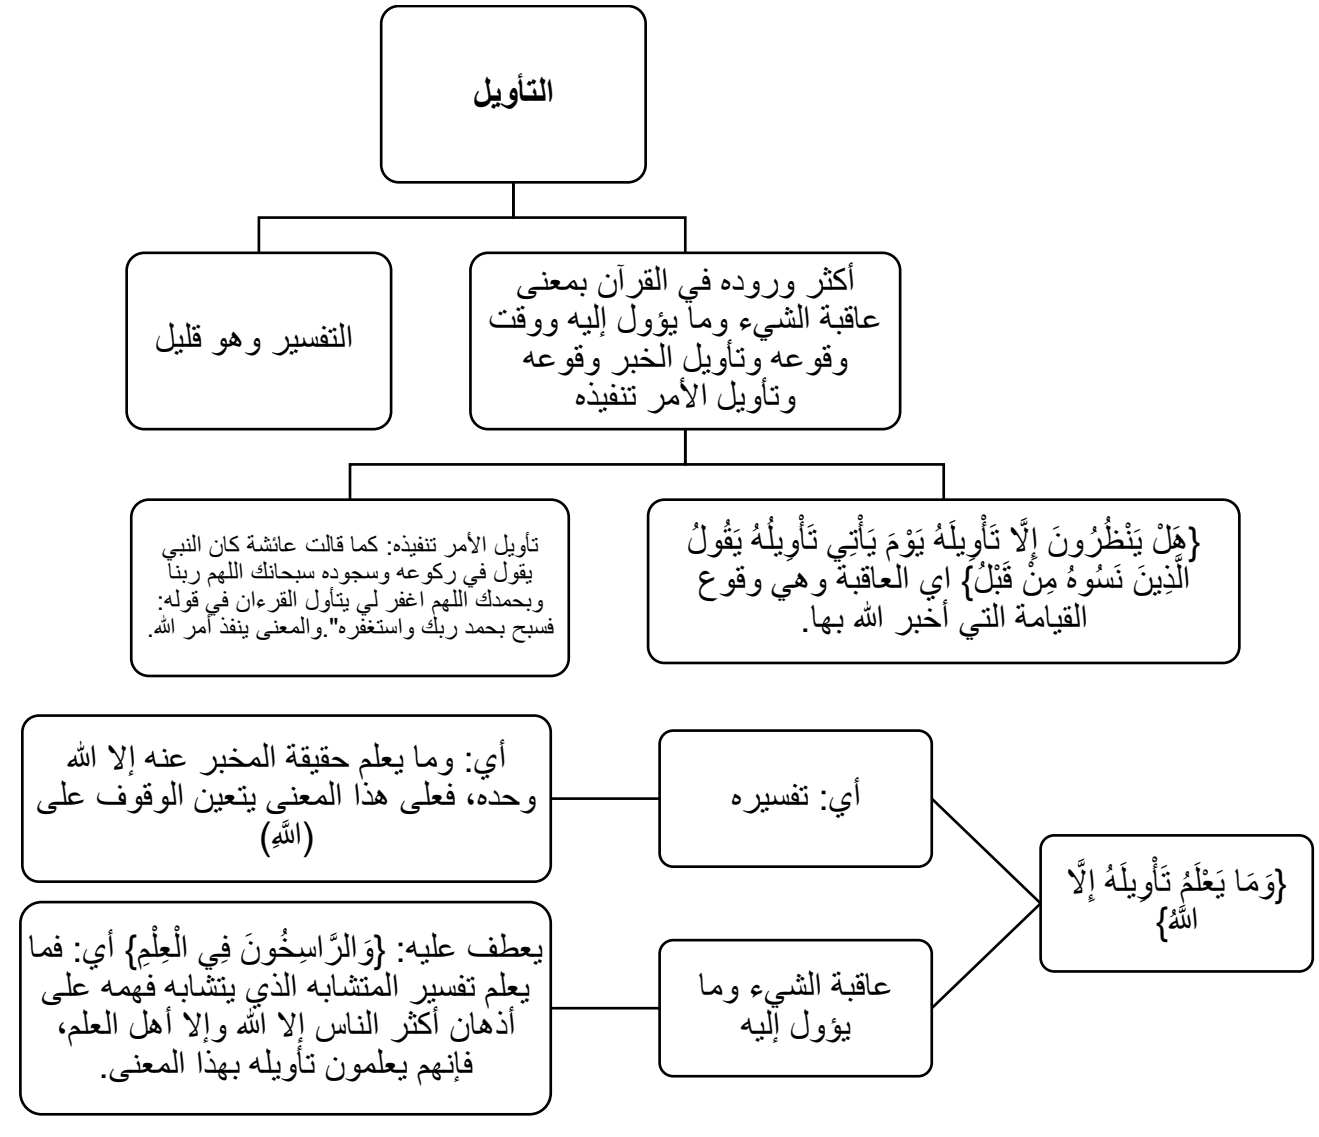 التأويل
أكثر وروده في القرآن بمعنى
عاقبة الشيء وما يؤول إليه ووقت
وقوعه وتأويل الخبر وقوعه
وتأويل الأمر تنفيذه
التفسير وهو قليل
{هَلْ يَنْظُرُونَ إِلَّا تَأْوِيلَهُ يَوْمَ يَأْتِي تَأْوِيلُهُ يَقُولُ
الَّذِينَ نَسُوهُ مِنْ قَبْلُ} اي العاقبة وهي وقوع
القيامة التي أخبر الله بها.
تأويل الأمر تنفيذه: كما قالت عائشة كان النبي
يقول في ركوعه وسجوده سبحانك اللهم ربنا
وبحمدك اللهم اغفر لي يتأول القرءان في قوله:
فسبح بحمد ربك واستغفره".والمعنى ينفذ أمر الله.
{وَمَا يَعْلَمُ تَأْوِيلَهُ إِلَّا
اللَّهُ}
أي: تفسيره
أي: وما يعلم حقيقة المخبر عنه إلا الله
وحده، فعلى هذا المعنى يتعين الوقوف على
(اللَّهِ)
عاقبة الشيء وما
يؤول إليه
يعطف عليه: {وَالرَّاسِخُونَ فِي الْعِلْمِ} أي: فما
يعلم تفسير المتشابه الذي يتشابه فهمه على
أذهان أكثر الناس إلا الله وإلا أهل العلم،
فإنهم يعلمون تأويله بهذا المعنى.